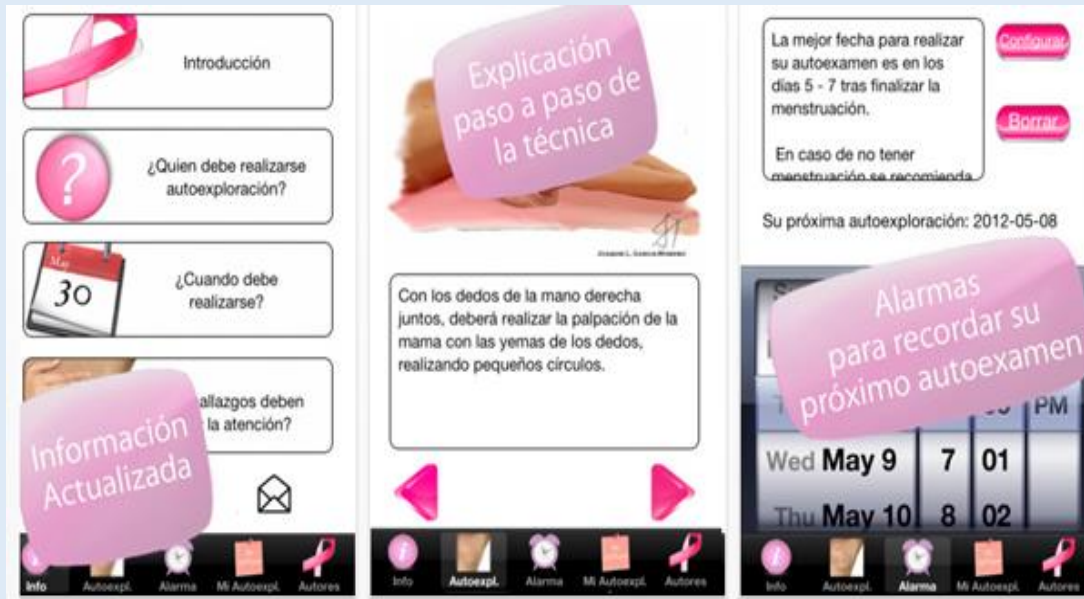 Introducción
¿Quien debe realizarse
autoexploración?
May
30
¿Cuando debe
realizarse?
allazgos deben
la atención?
Información
Actualizada
Info
Autoexpl.
Alarma
Mi Autoexpl.
Autores
Explicación
paso a paso de
la técnica
Con los dedos de la mano derecha
juntos, deberá realizar la palpación de la
mama con las yemas de los dedos,
realizando pequeños círculos.
Info
Autoexpl.
Alarma
Mi Autoexpl.
Autores
La mejor fecha para realizar
su autoexamen es en los
dias 5 - 7 tras finalizar la
menstruación.
En caso de no tener
menstruación se recomienda
Configurar
Borrar
Su próxima autoexploración: 2012-05-08
Alarmas
para recordar su
próximo autoexamen
PM
Wed May 9 7 01
Thu May 10 8 02
Info
Autoexpl.
Alarma
Mi Autoexpl.
Autores